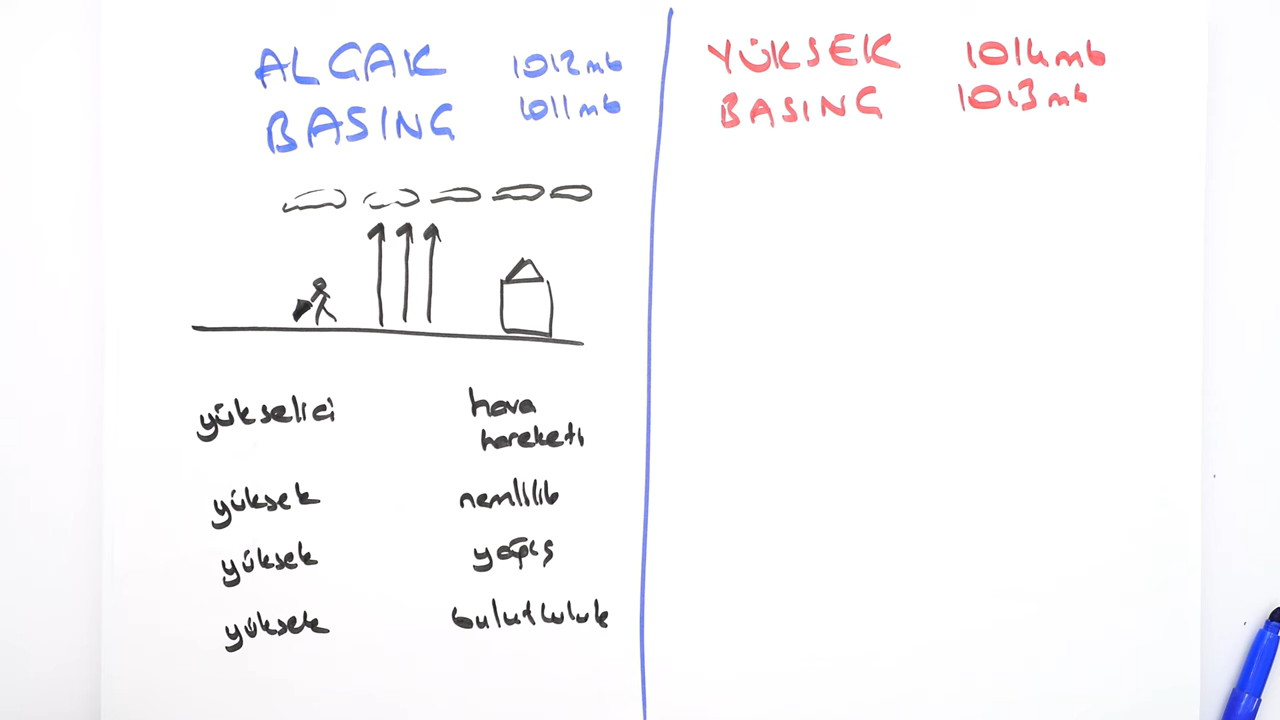 ALÇAK 1012mb
BASINÇ 1011mb
YÜKSEK 1014mb
BASINÇ 1013mb
yükselici hava
hareketi
yüksek nemlilik
yüksek yağış
yüksek bulutluluk